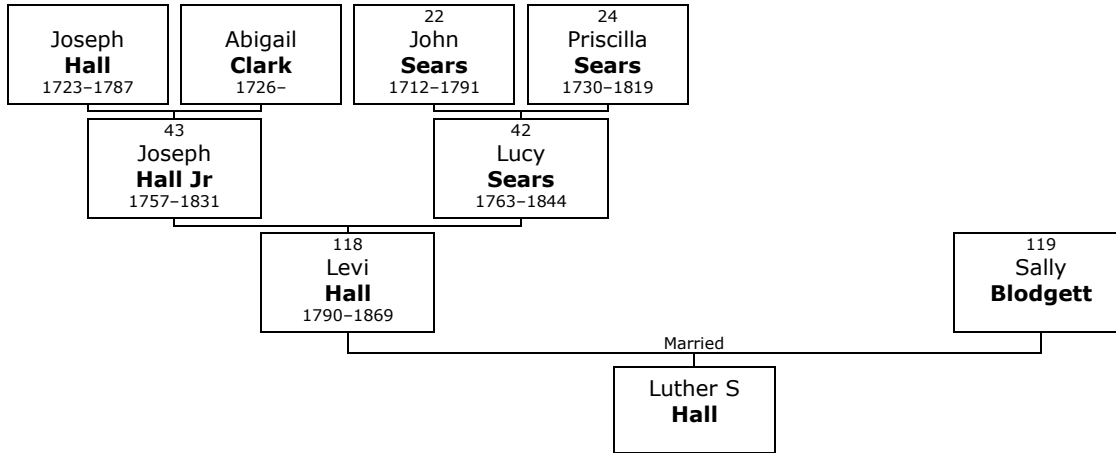 Joseph
Hall
1723–1787
Abigail
Clark
1726–
22
John
Sears
1712–1791
24
Priscilla
Sears
1730–1819
43
Joseph
Hall Jr
1757–1831
42
Lucy
Sears
1763–1844
118
Levi
Hall
1790–1869
119
Sally
Blodgett
Married
Luther S
Hall